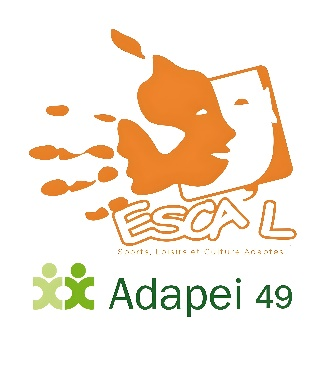 ESCA'L
Sports, Loisirs et Culture Adaptés
Adapei 49